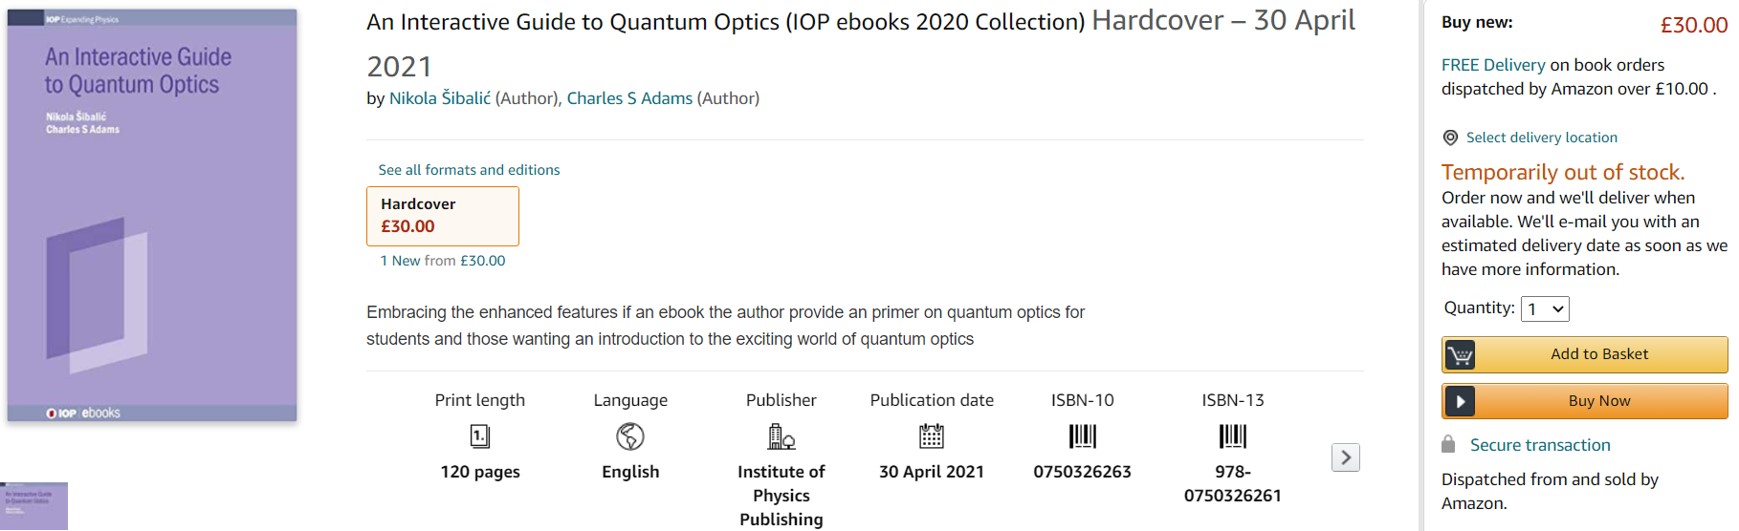 IOP Expanding Physics
An Interactive Guide
to Quantum Optics
Nikola Šibalić
Charles S Adams
IOP ebooks
An Interactive Guide to Quantum Optics (IOP ebooks 2020 Collection) Hardcover – 30 April
2021
by Nikola Šibalić (Author), Charles S Adams (Author)
See all formats and editions
Hardcover
£30.00
1 New from £30.00
Embracing the enhanced features if an ebook the author provide an primer on quantum optics for
students and those wanting an introduction to the exciting world of quantum optics
Print length
1.
120 pages
Language
English
Publisher
Institute of
Physics
Publishing
Publication date
30 April 2021
ISBN-10
0750326263
ISBN-13
978-
0750326261
Buy new: £30.00
FREE Delivery on book orders
dispatched by Amazon over £10.00 .
Select delivery location
Temporarily out of stock.
Order now and we'll deliver when
available. We'll e-mail you with an
estimated delivery date as soon as we
have more information.
Quantity: 1
Add to Basket
Buy Now
Secure transaction
Dispatched from and sold by
Amazon.
An Interactive Guide
to Quantum Optics